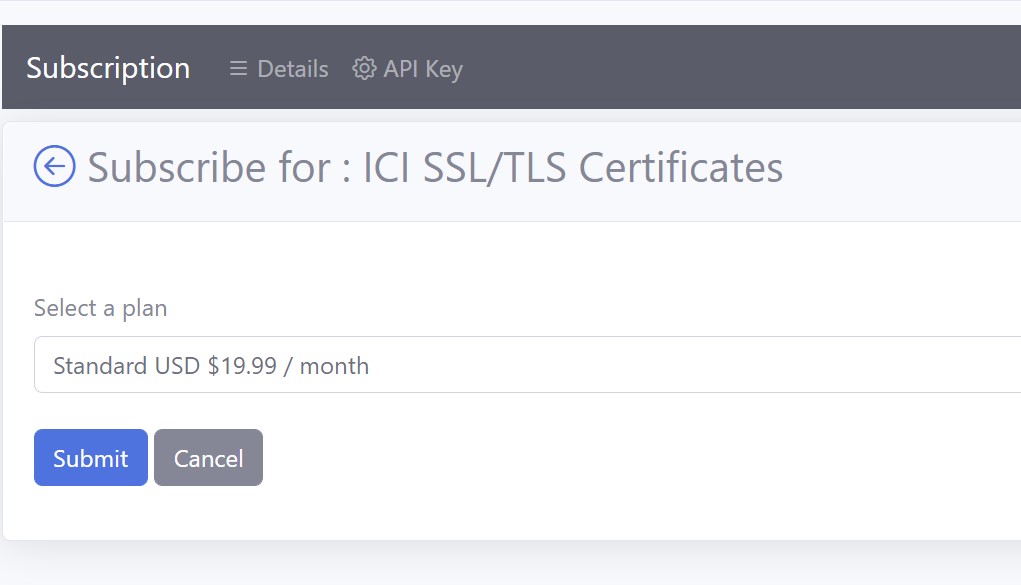 Subscription Details API Key
Subscribe for : ICI SSL/TLS Certificates
Select a plan
Standard USD $19.99 / month
Submit Cancel